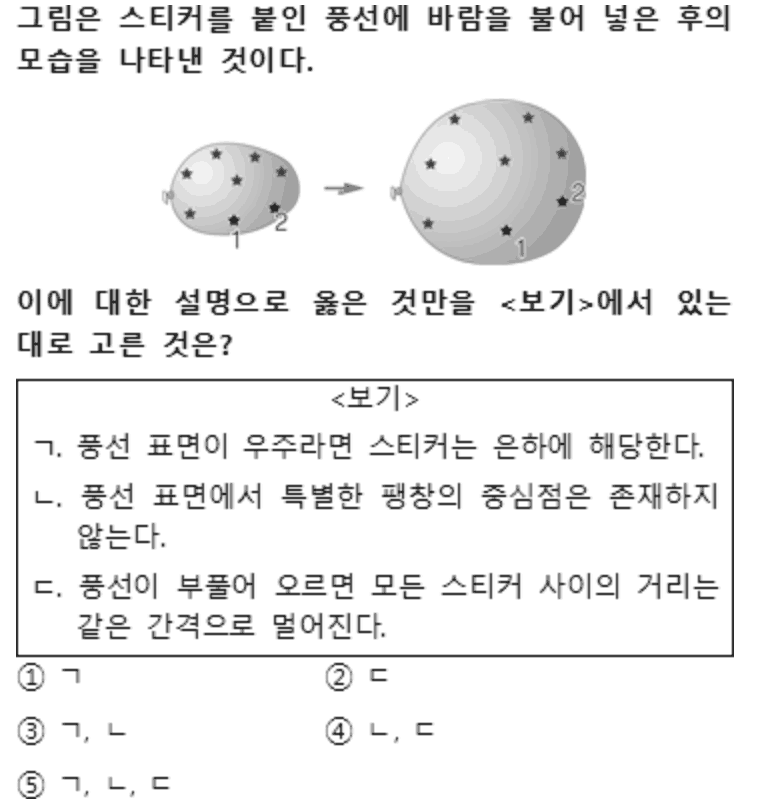 그림은 스티커를 붙인 풍선에 바람을 불어 넣은 후의
모습을 나타낸 것이다.
1
2
1
2
이에 대한 설명으로 옳은 것만을 <보기>에서 있는
대로 고른 것은?
<보기>
ㄱ. 풍선 표면이 우주라면 스티커는 은하에 해당한다.
ㄴ. 풍선 표면에서 특별한 팽창의 중심점은 존재하지
않는다.
ㄷ. 풍선이 부풀어 오르면 모든 스티커 사이의 거리는
같은 간격으로 멀어진다.
① ㄱ ② ㄷ
③ ㄱ, ㄴ ④ ㄴ, ㄷ
⑤ ㄱ, ㄴ, ㄷ